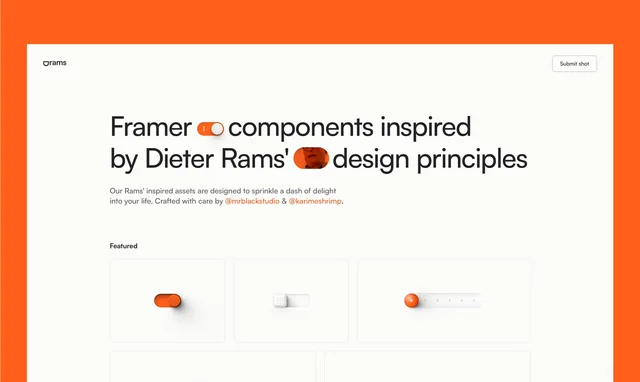 rams
Submit shot
Framer components inspired
by Dieter Rams' design principles
Our Rams' inspired assets are designed to sprinkle a dash of delight
into your life. Crafted with care by @mrblackstudio & @karimeshrimp.
Featured